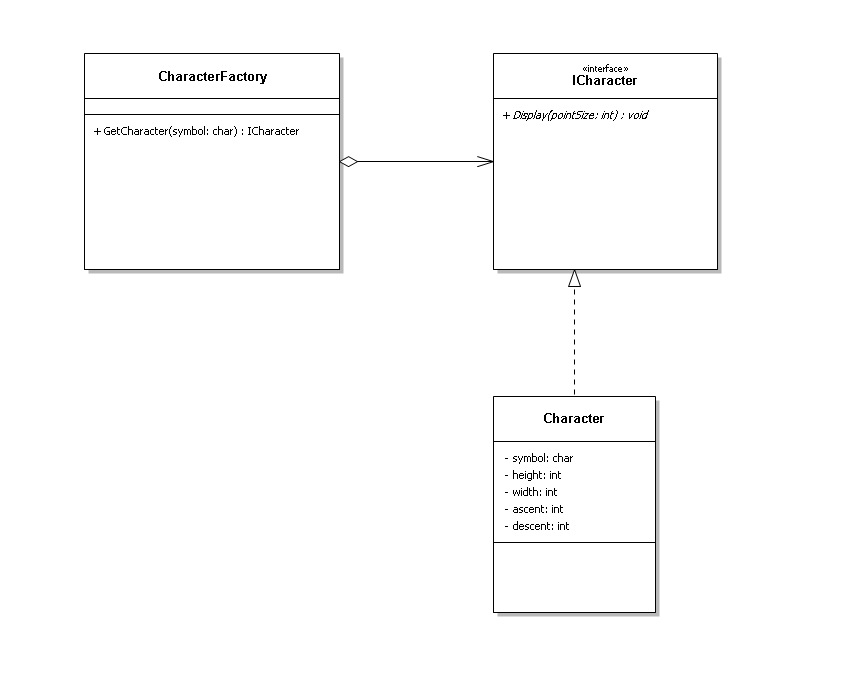 CharacterFactory
+ GetCharacter(symbol: char) : ICharacter
«interface»
ICharacter
+ Display(pointSize: int) : void
Character
- symbol: char
- height: int
- width: int
- ascent: int
- descent: int